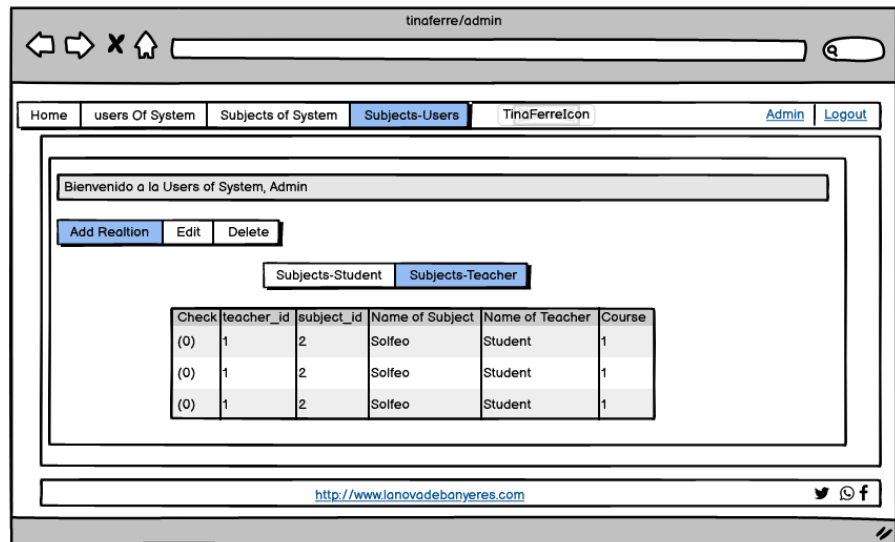 tinaferre/admin
Home users Of System Subjects of System Subjects-Users TinaFerreIcon Admin Logout
Bienvenido a la Users of System, Admin
Add Realtion Edit Delete
Subjects-Student Subjects-Teacher
Check teacher_id subject_id Name of Subject Name of Teacher Course
(0) 1 2 Solfeo Student 1
(0) 1 2 Solfeo Student 1
(0) 1 2 Solfeo Student 1
http://www.lanovadebanyeres.com